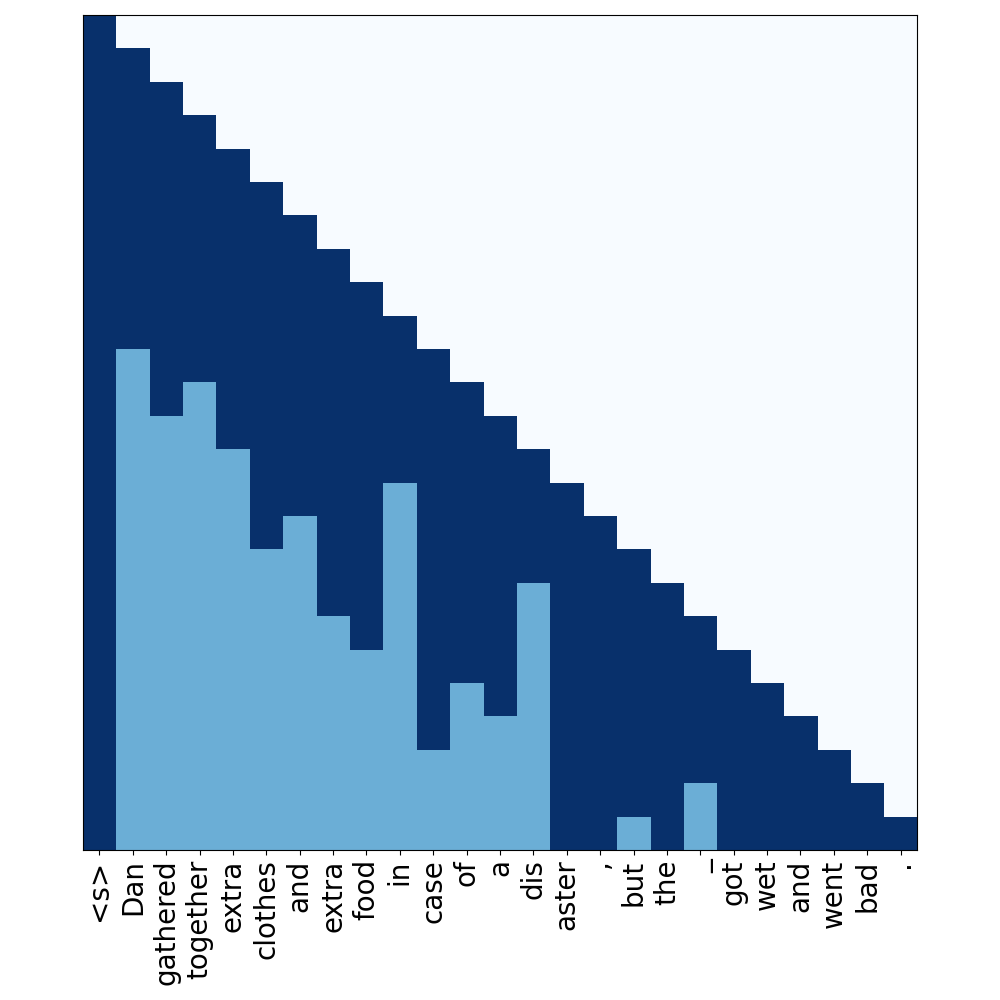 <s> Dan gathered together extra clothes and extra food in case of a dis aster , but the _ got wet and went bad .